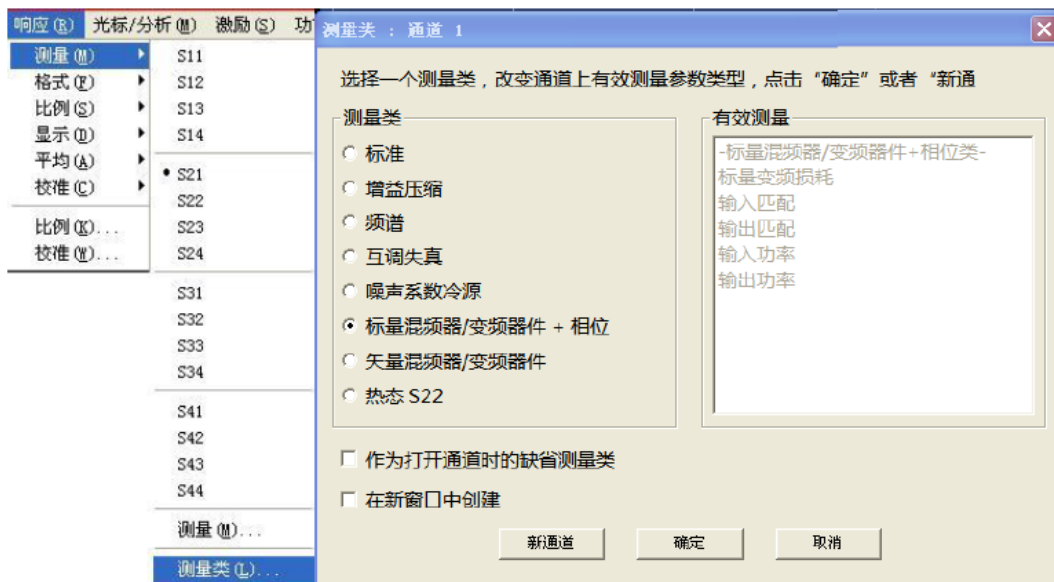 响应(R) 光标/分析(M) 激励(S)
测量(M)
格式(F)
比例(S)
显示(D)
平均(A)
校准(C)
比例(K)...
校准(W)...
S11
S12
S13
S14
S21
S22
S23
S24
S31
S32
S33
S34
S41
S42
S43
S44
测量(M)...
测量类(L)...
测量类 : 通道 1
选择一个测量类，改变通道上有效测量参数类型，点击“确定”或者“新通
测量类
标准
增益压缩
频谱
互调失真
噪声系数冷源
标量混频器/变频器件 + 相位
矢量混频器/变频器件
热态 S22
有效测量
-标量混频器/变频器件+相位类-
标量变频损耗
输入匹配
输出匹配
输入功率
输出功率
作为打开通道时的缺省测量类
在新窗口中创建
新通道 确定 取消